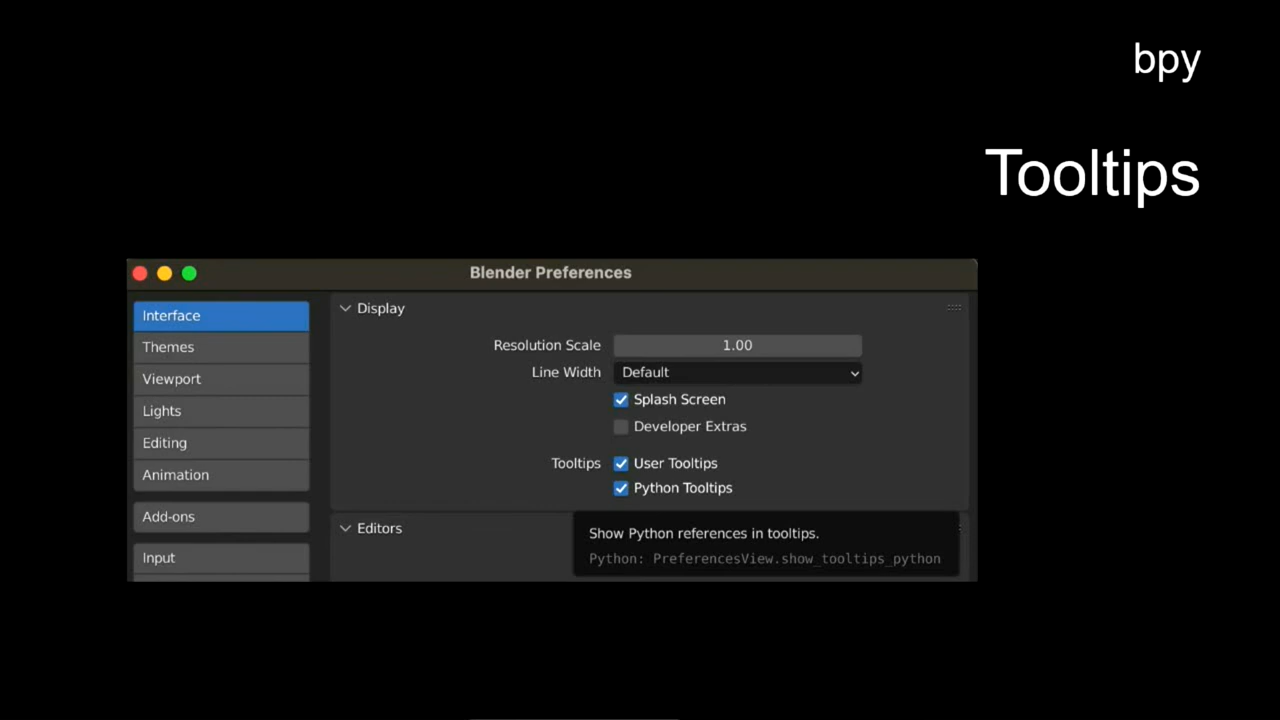 bpy
Tooltips
Blender Preferences
Interface
Themes
Viewport
Lights
Editing
Animation
Add-ons
Input
Display
Resolution Scale 1.00
Line Width Default
Splash Screen
Developer Extras
Tooltips User Tooltips
Python Tooltips
Editors
Show Python references in tooltips.
Python: PreferencesView.show_tooltips_python